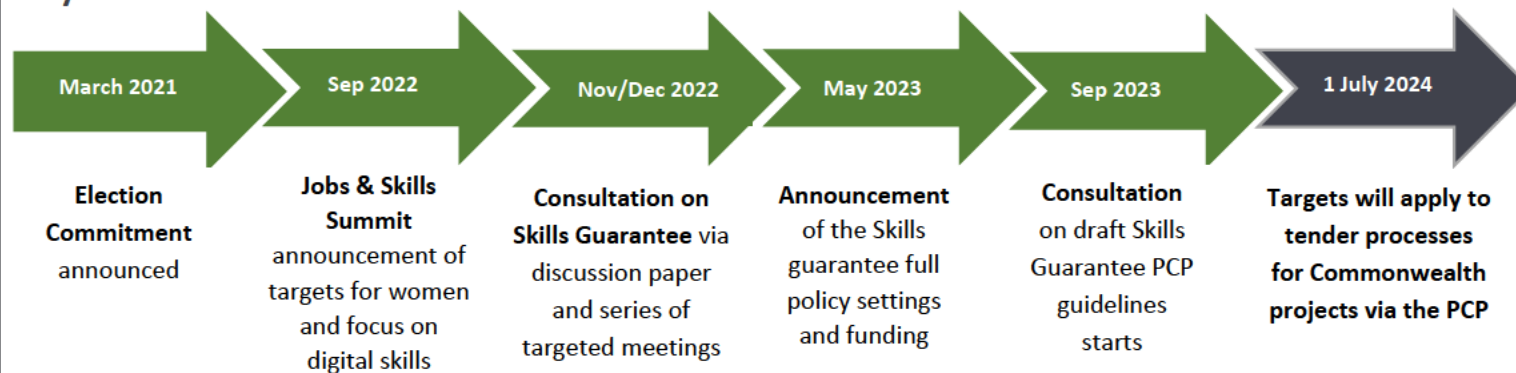 March 2021
Election
Commitment
announced
Sep 2022
Jobs & Skills
Summit
announcement of
targets for women
and focus on
digital skills
Nov/Dec 2022
Consultation on
Skills Guarantee via
discussion paper
and series of
targeted meetings
May 2023
Announcement
of the Skills
guarantee full
policy settings
and funding
Sep 2023
Consultation
on draft Skills
Guarantee PCP
guidelines
starts
1 July 2024
Targets will apply to
tender processes
for Commonwealth
projects via the PCP